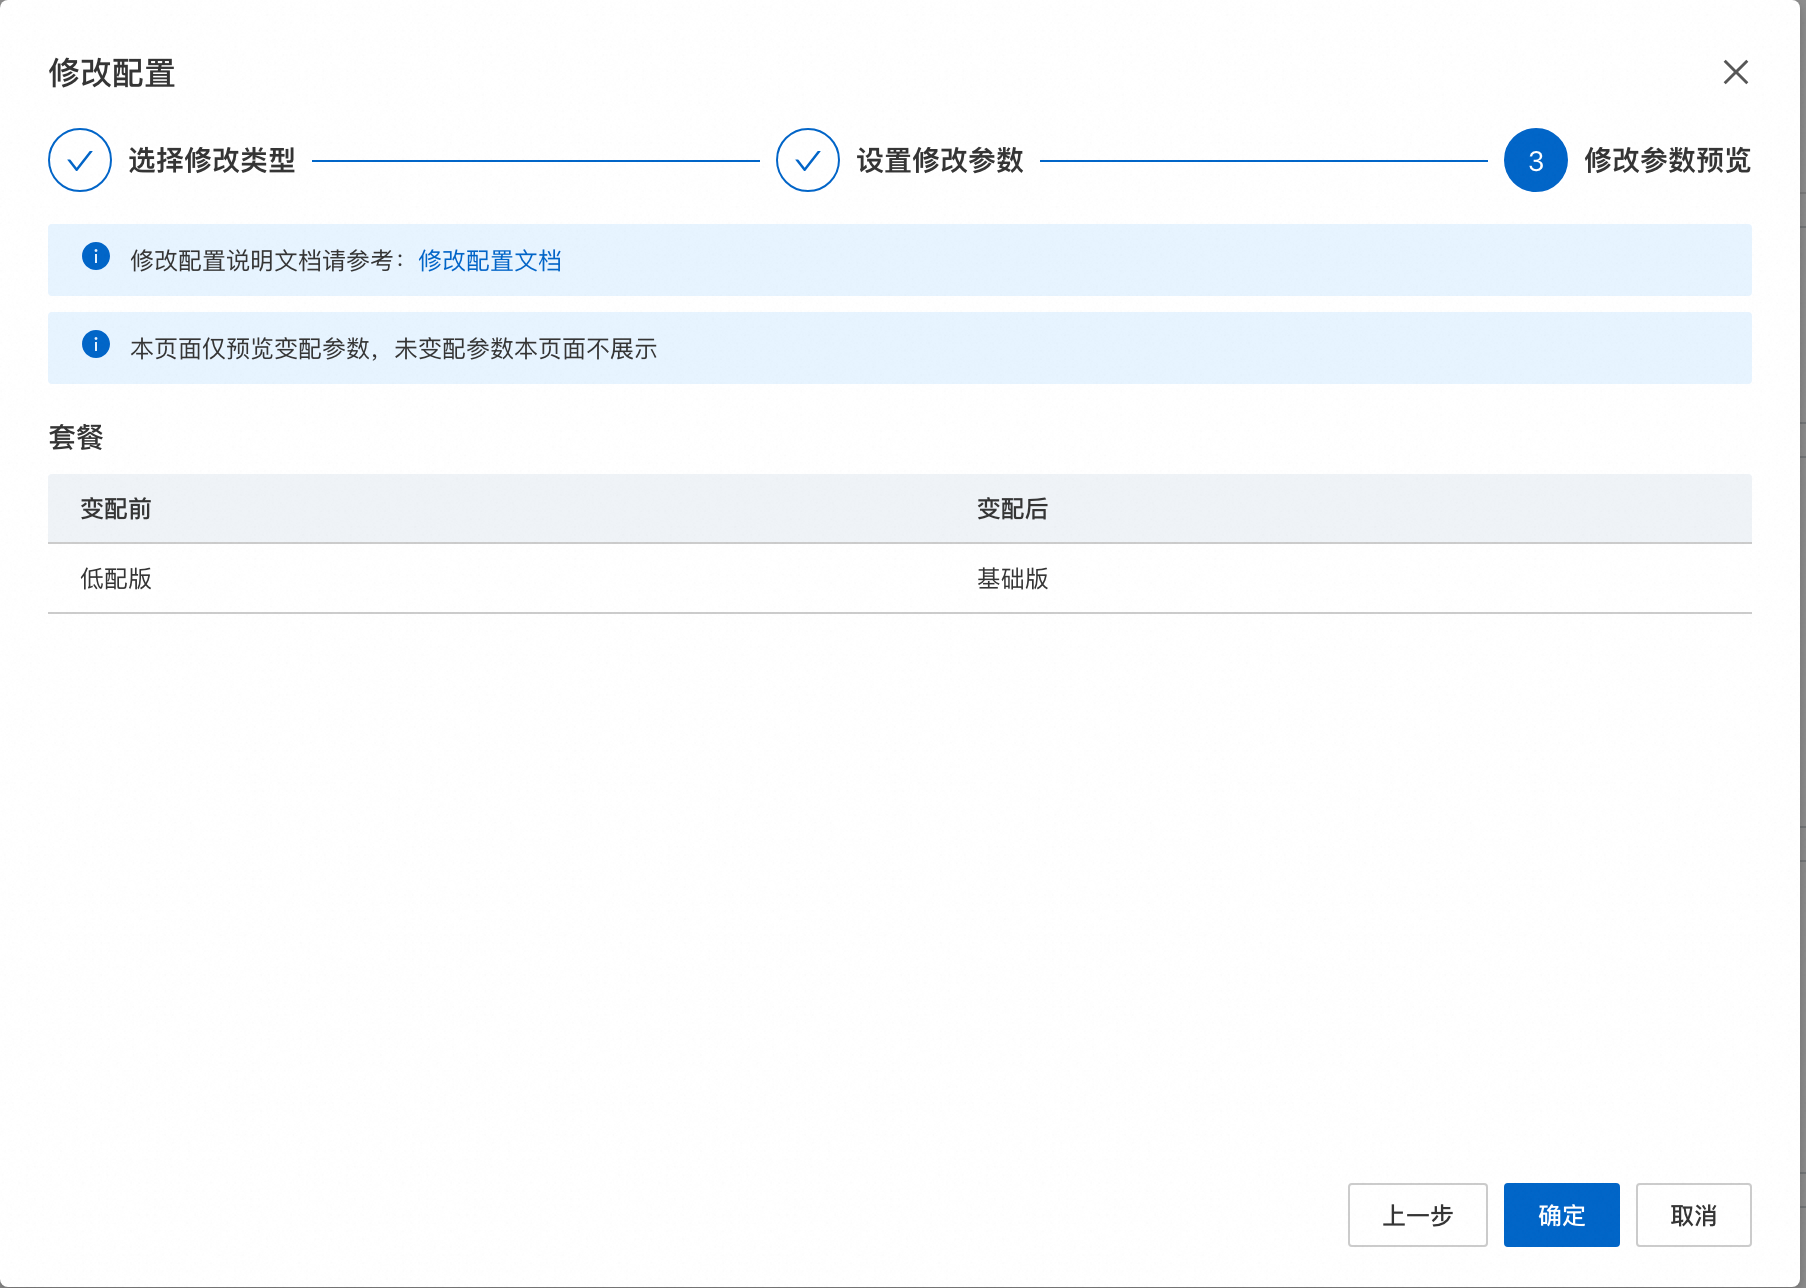 修改配置
选择修改类型
设置修改参数
3 修改参数预览
修改配置说明文档请参考：修改配置文档
本页面仅预览变配参数，未变配参数本页面不展示
套餐
变配前 变配后
低配版 基础版
上一步 确定 取消